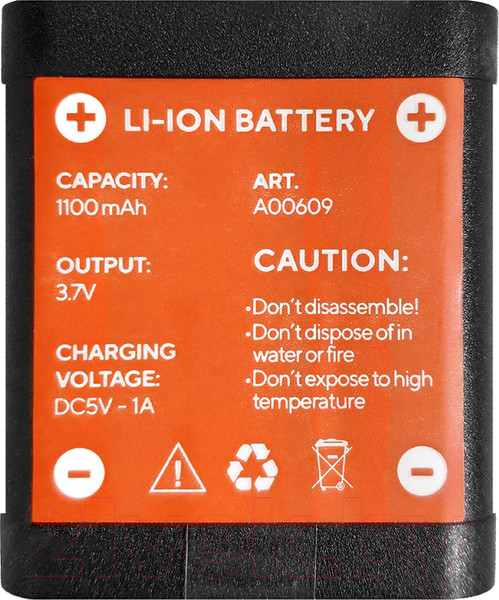 LI-ION BATTERY
CAPACITY:
1100 mAh
ART.
A00609
OUTPUT:
3.7V
CHARGING
VOLTAGE:
DC5V - 1A
CAUTION:
•Don't disassemble!
•Don't dispose of in
water or fire
•Don't expose to high
temperature